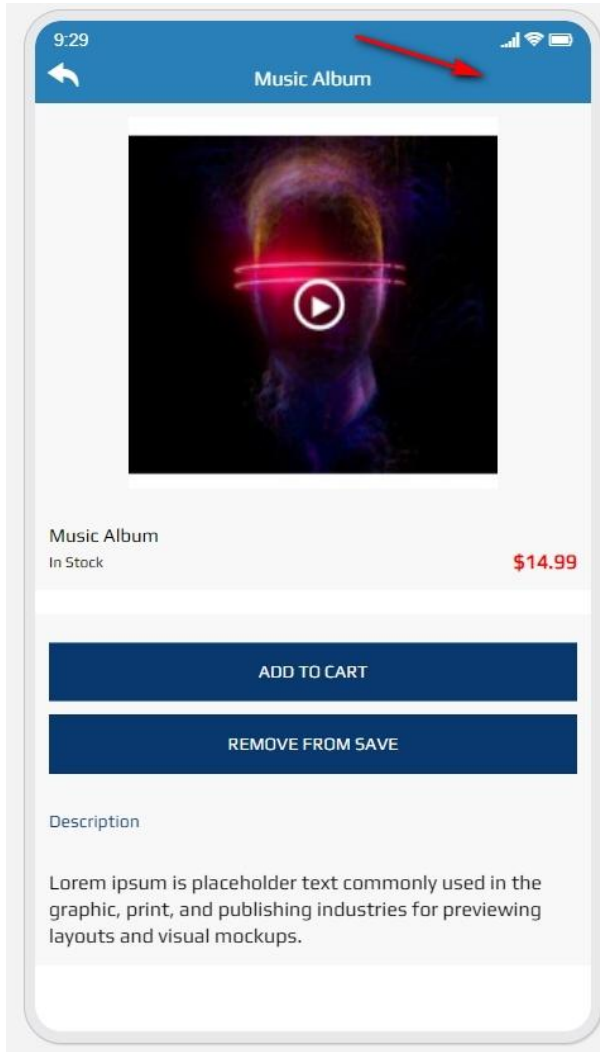 9:29
Music Album
Music Album
In Stock
$14.99
ADD TO CART
REMOVE FROM SAVE
Description
Lorem ipsum is placeholder text commonly used in the
graphic, print, and publishing industries for previewing
layouts and visual mockups.